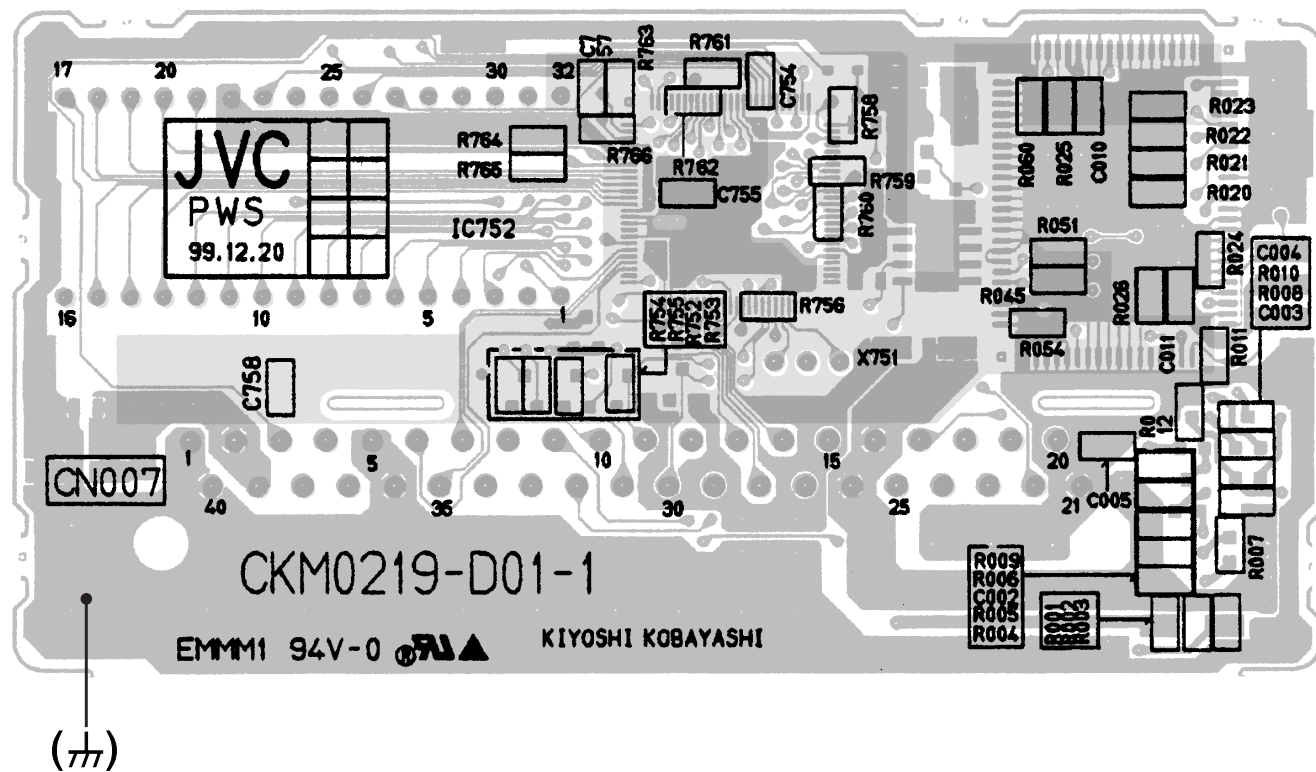 17 20 25 30 32
C757
R763
R761
C754
R758
R764
R765
R766
R762
C755
R759
R760
R060
R025
C010
R023
R022
R021
R020
JVC
PWS
99.12.20
IC752
R051
R045
R054
R026
C011
R024
R011
C004
R010
R008
C003
16 10 5 1
R754
R755
R752
R753
R756
X751
C758
R0
12
1 5 10 15 20
CN007
40 36 30 25 21
C005
R007
CKM0219-D01-1
R009
R006
C002
R005
R004
R001
R002
R003
EMMM1 94V-0 ®
KIYOSHI KOBAYASHI